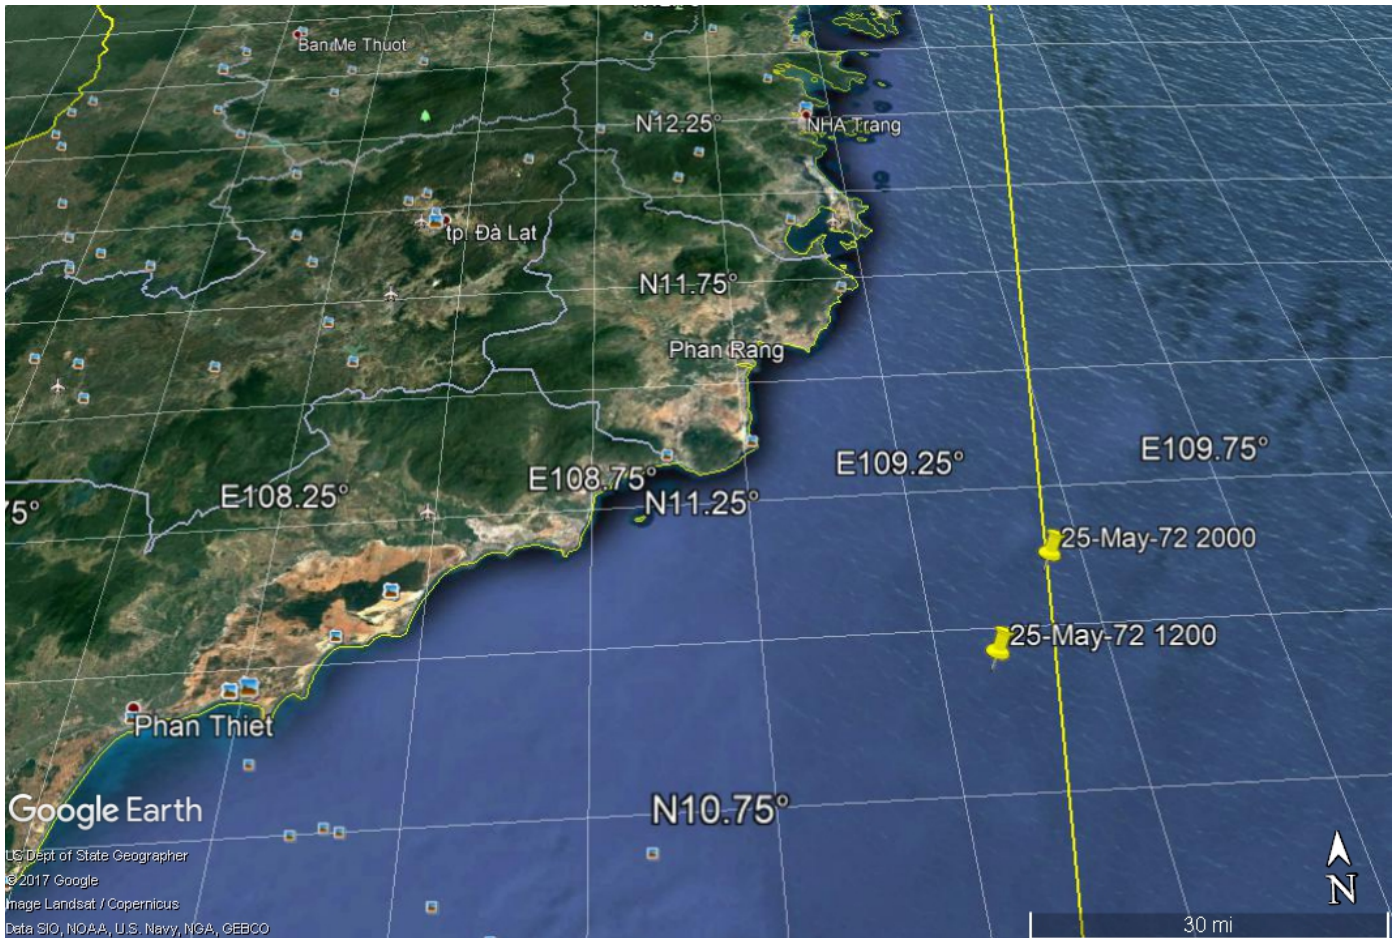 Ban Me Thuot
N12.25°
NHA Trang
tp. Đà Lạt
N11.75°
Phan Rang
E109.25°
E109.75°
E108.75°
E108.25°
75°
N11.25°
25-May-72 2000
25-May-72 1200
Phan Thiet
N10.75°
Google Earth
US Dept of State Geographer
© 2017 Google
Image Landsat / Copernicus
Data SIO, NOAA, U.S. Navy, NGA, GEBCO
N
30 mi